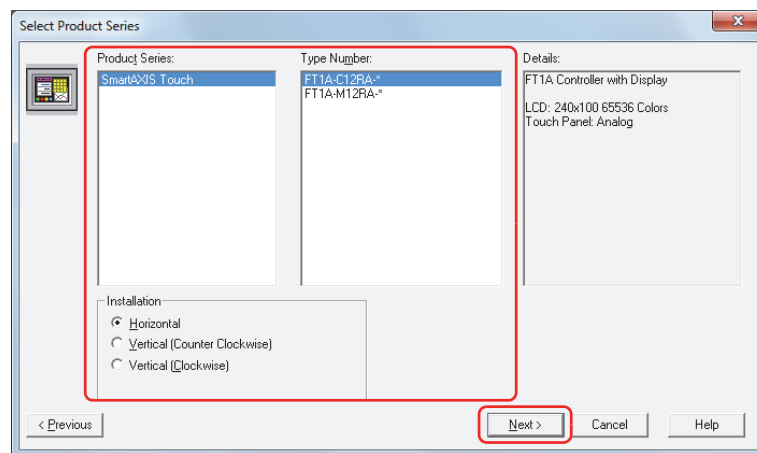 Select Product Series
Product Series:
SmartAXIS Touch
Type Number:
FT1A-C12RA-*
FT1A-M12RA-*
Details:
FT1A Controller with Display
LCD: 240x100 65536 Colors
Touch Panel: Analog
Installation
Horizontal
Vertical (Counter Clockwise)
Vertical (Clockwise)
< Previous
Next >
Cancel
Help